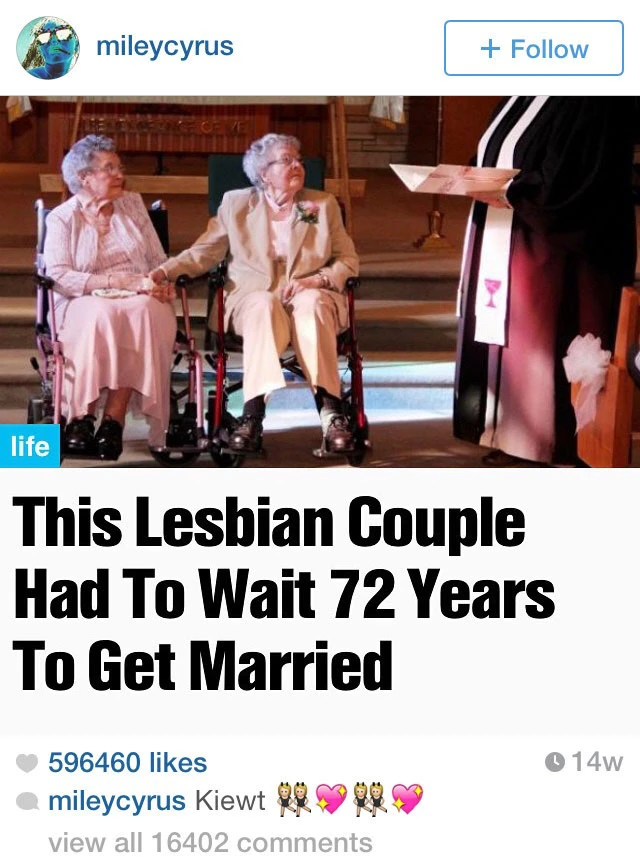 mileycyrus
+ Follow
life
This Lesbian Couple
Had To Wait 72 Years
To Get Married
596460 likes
14w
mileycyrus Kiewt 👯💖👯💖
view all 16402 comments